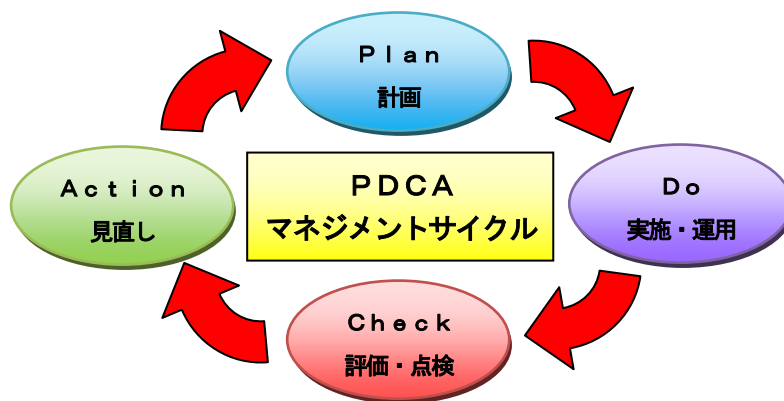 Ｐｌａｎ
計画
Ａｃｔｉｏｎ
見直し
ＰＤＣＡ
マネジメントサイクル
Ｄｏ
実施・運用
Ｃｈｅｃｋ
評価・点検